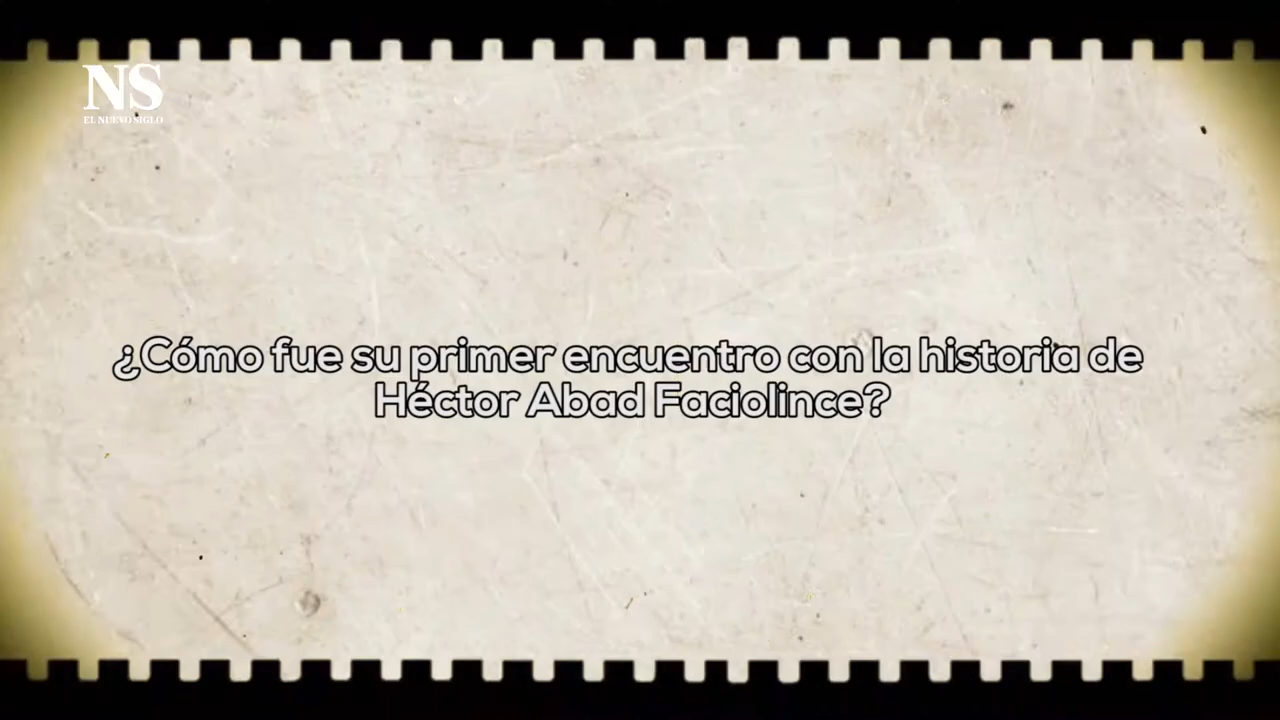 NS
EL NUEVO SIGLO
¿Cómo fue su primer encuentro con la historia de
Héctor Abad Faciolince?